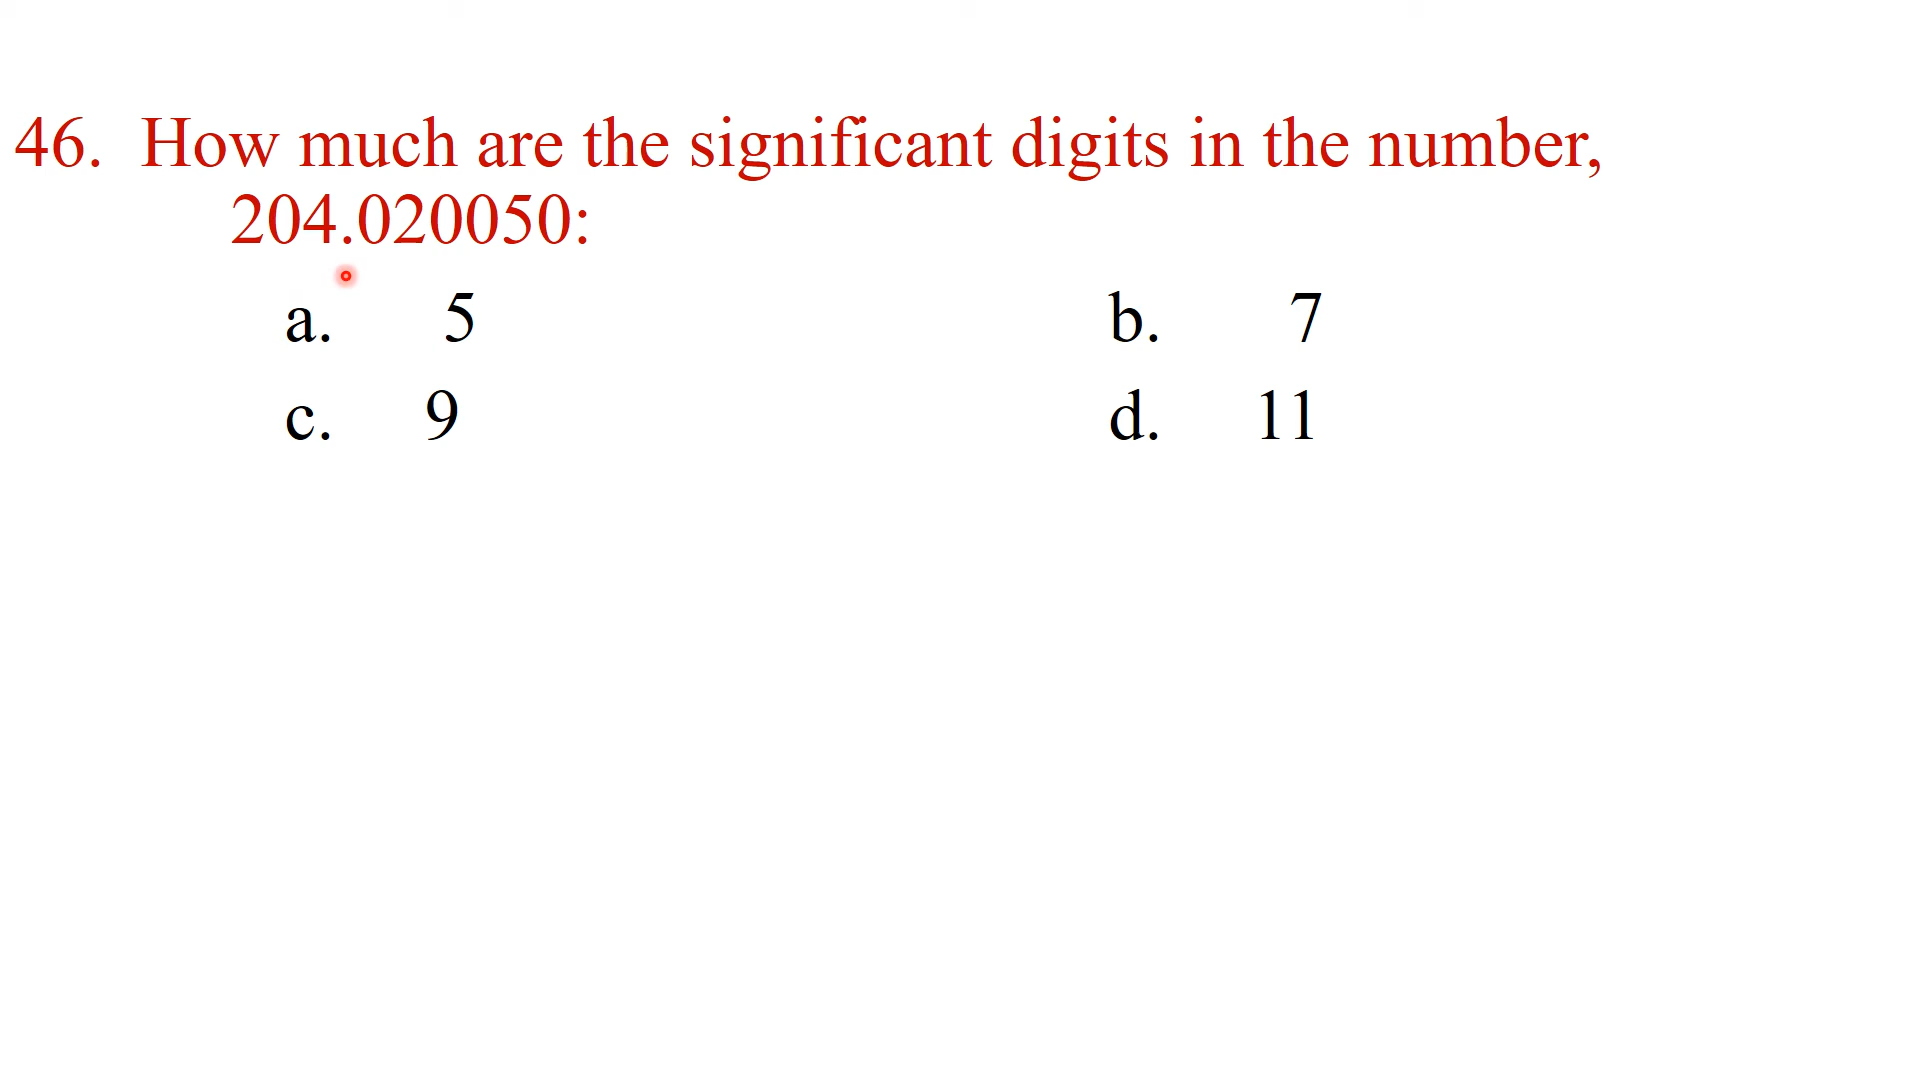 46. How much are the significant digits in the number,
204.020050:
a. 5 b. 7
c. 9 d. 11